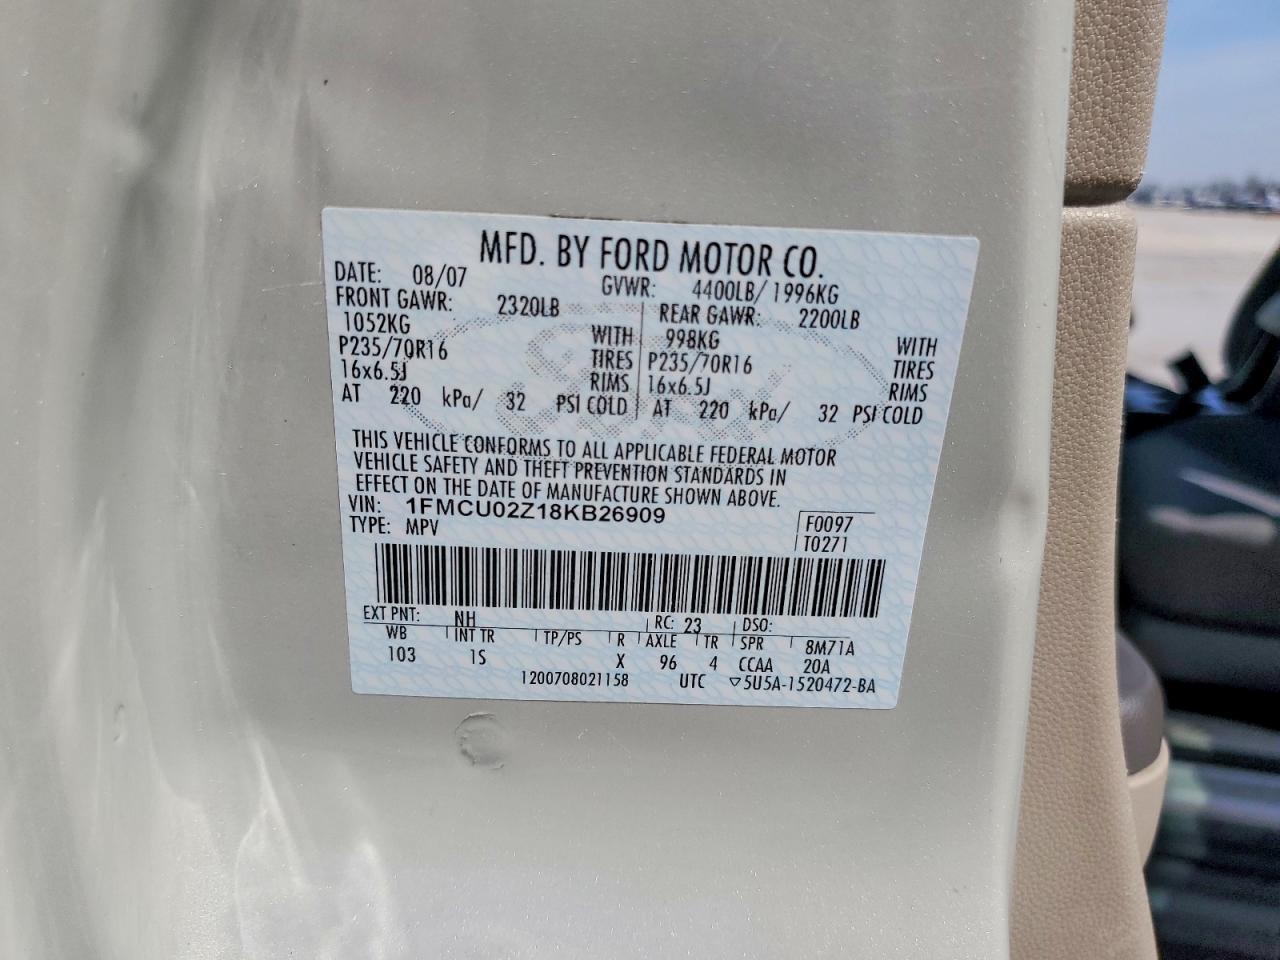 MFD. BY FORD MOTOR CO.
DATE: 08/07 GVWR: 4400LB/1996KG
FRONT GAWR: 2320LB REAR GAWR: 2200LB
1052KG WITH 998KG WITH
P235/70R16 TIRES P235/70R16 TIRES
16x6.5J RIMS 16x6.5J RIMS
AT 220 kPa/ 32 PSI COLD AT 220 kPa/ 32 PSI COLD
THIS VEHICLE CONFORMS TO ALL APPLICABLE FEDERAL MOTOR
VEHICLE SAFETY AND THEFT PREVENTION STANDARDS IN
EFFECT ON THE DATE OF MANUFACTURE SHOWN ABOVE.
VIN: 1FMCU02Z18KB26909 F0097
TYPE: MPV T0271
EXT PNT: NH RC: 23 DSO:
WB INT TR TP/PS R AXLE TR SPR 8M71A
103 1S X 96 4 CCAA 20A
1200708021158 UTC ▽5U5A-1520472-BA